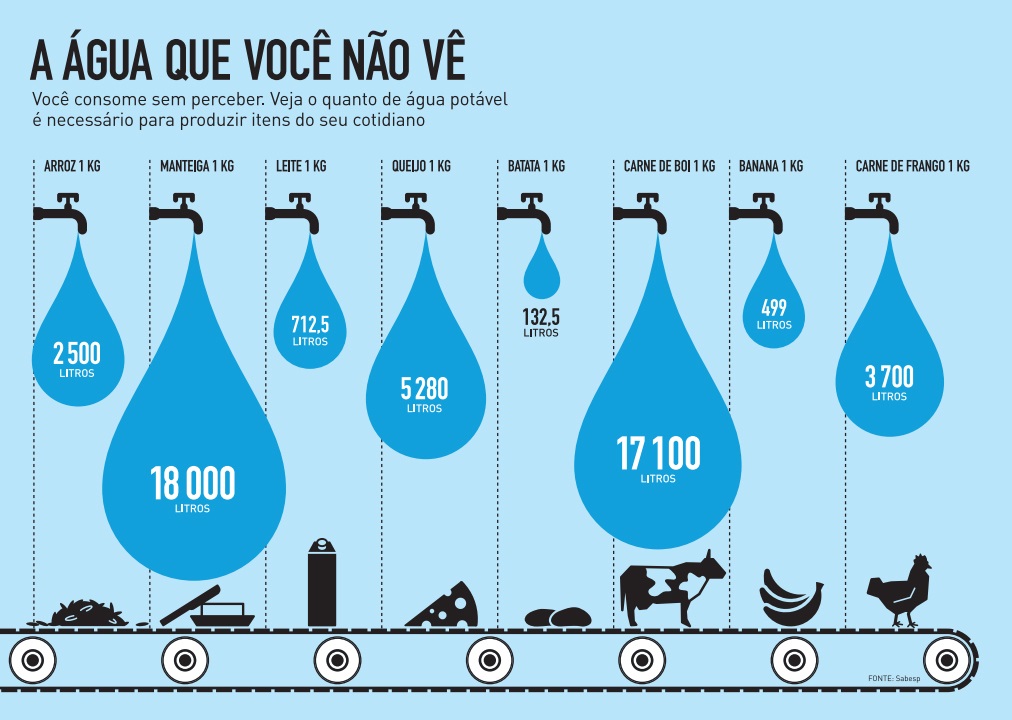 A ÁGUA QUE VOCÊ NÃO VÊ
Você consome sem perceber. Veja o quanto de água potável
é necessário para produzir itens do seu cotidiano
ARROZ 1 KG
MANTEIGA 1 KG
LEITE 1 KG
QUEIJO 1 KG
BATATA 1 KG
CARNE DE BOI 1 KG
BANANA 1 KG
CARNE DE FRANGO 1 KG
2 500
LITROS
18 000
LITROS
712,5
LITROS
5 280
LITROS
132,5
LITROS
17 100
LITROS
499
LITROS
3 700
LITROS
FONTE: Sabesp